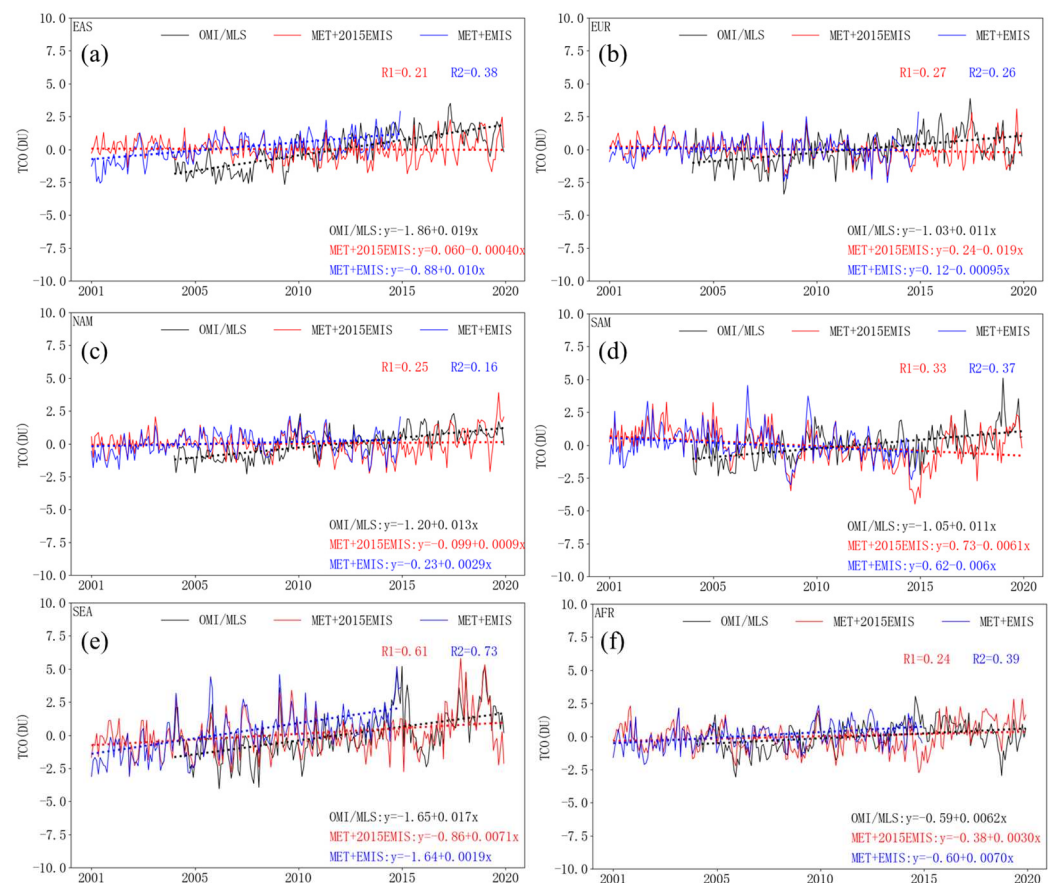 10. 0
EAS
OMI/MLS
MET+2015EMIS
MET+EMIS
7. 5
(a)
R1=0. 21
R2=0. 38
5. 0
2. 5
TCO(DU)
0. 0
−2. 5
−5. 0
OMI/MLS:y=−1.86+0.019x
−7. 5
MET+2015EMIS:y=0.060−0.00040x
MET+EMIS:y=−0.88+0.010x
−10. 0
2001
2005
2010
2015
2020
10. 0
EUR
OMI/MLS
MET+2015EMIS
MET+EMIS
7. 5
(b)
R1=0. 27
R2=0. 26
5. 0
2. 5
TCO(DU)
0. 0
−2. 5
−5. 0
OMI/MLS:y=−1.03+0.011x
−7. 5
MET+2015EMIS:y=0.24−0.019x
MET+EMIS:y=0.12−0.00095x
−10. 0
2001
2005
2010
2015
2020
10. 0
NAM
OMI/MLS
MET+2015EMIS
MET+EMIS
7. 5
(c)
R1=0. 25
R2=0. 16
5. 0
2. 5
TCO(DU)
0. 0
−2. 5
−5. 0
OMI/MLS:y=−1.20+0.013x
−7. 5
MET+2015EMIS:y=−0.099+0.0009x
MET+EMIS:y=−0.23+0.0029x
−10. 0
2001
2005
2010
2015
2020
10. 0
SAM
OMI/MLS
MET+2015EMIS
MET+EMIS
7. 5
(d)
R1=0. 33
R2=0. 37
5. 0
2. 5
TCO(DU)
0. 0
−2. 5
−5. 0
OMI/MLS:y=−1.05+0.011x
−7. 5
MET+2015EMIS:y=0.73−0.0061x
MET+EMIS:y=0.62−0.006x
−10. 0
2001
2005
2010
2015
2020
10. 0
SEA
OMI/MLS
MET+2015EMIS
MET+EMIS
7. 5
(e)
R1=0. 61
R2=0. 73
5. 0
2. 5
TCO(DU)
0. 0
−2. 5
−5. 0
OMI/MLS:y=−1.65+0.017x
−7. 5
MET+2015EMIS:y=−0.86+0.0071x
MET+EMIS:y=−1.64+0.0019x
−10. 0
2001
2005
2010
2015
2020
10. 0
AFR
OMI/MLS
MET+2015EMIS
MET+EMIS
7. 5
(f)
R1=0. 24
R2=0. 39
5. 0
2. 5
TCO(DU)
0. 0
−2. 5
−5. 0
OMI/MLS:y=−0.59+0.0062x
−7. 5
MET+2015EMIS:y=−0.38+0.0030x
MET+EMIS:y=−0.60+0.0070x
−10. 0
2001
2005
2010
2015
2020